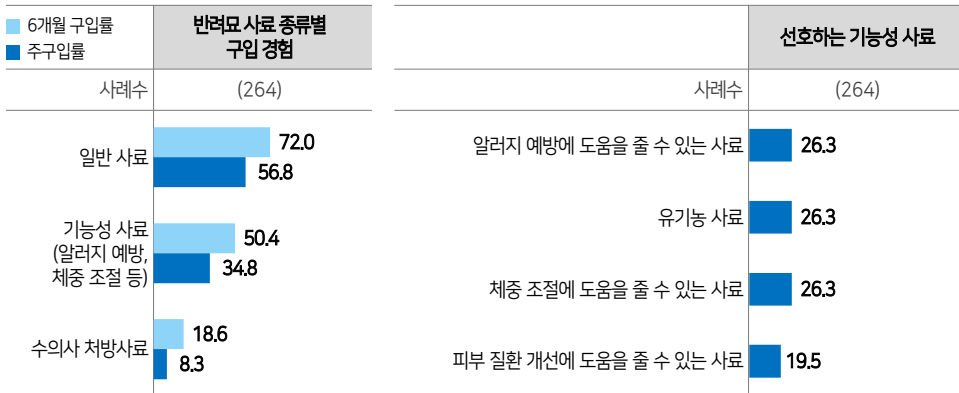 6개월 구입률
주구입률
반려묘 사료 종류별
구입 경험
사례수
(264)
일반 사료
72.0
56.8
기능성 사료
(알러지 예방,
체중 조절 등)
50.4
34.8
수의사 처방사료
18.6
8.3
선호하는 기능성 사료
사례수
(264)
알러지 예방에 도움을 줄 수 있는 사료
26.3
유기농 사료
26.3
체중 조절에 도움을 줄 수 있는 사료
26.3
피부 질환 개선에 도움을 줄 수 있는 사료
19.5